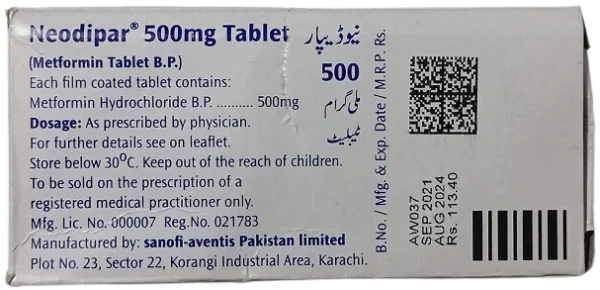 Neodipar® 500mg Tablet نیوڈیپار
(Metformin Tablet B.P.) 500
Each film coated tablet contains:
Metformin Hydrochloride B.P. .......... 500mg ملی گرام
Dosage: As prescribed by physician.
For further details see on leaflet. ٹیبلیٹ
Store below 30°C. Keep out of the reach of children.
To be sold on the prescription of a
registered medical practitioner only.
Mfg. Lic. No. 000007 Reg.No. 021783
Manufactured by: sanofi-aventis Pakistan limited
Plot No. 23, Sector 22, Korangi Industrial Area, Karachi.
B.No. / Mfg. & Exp. Date / M.R.P. Rs.
AW037
SEP 2021
AUG 2024
Rs. 113.40